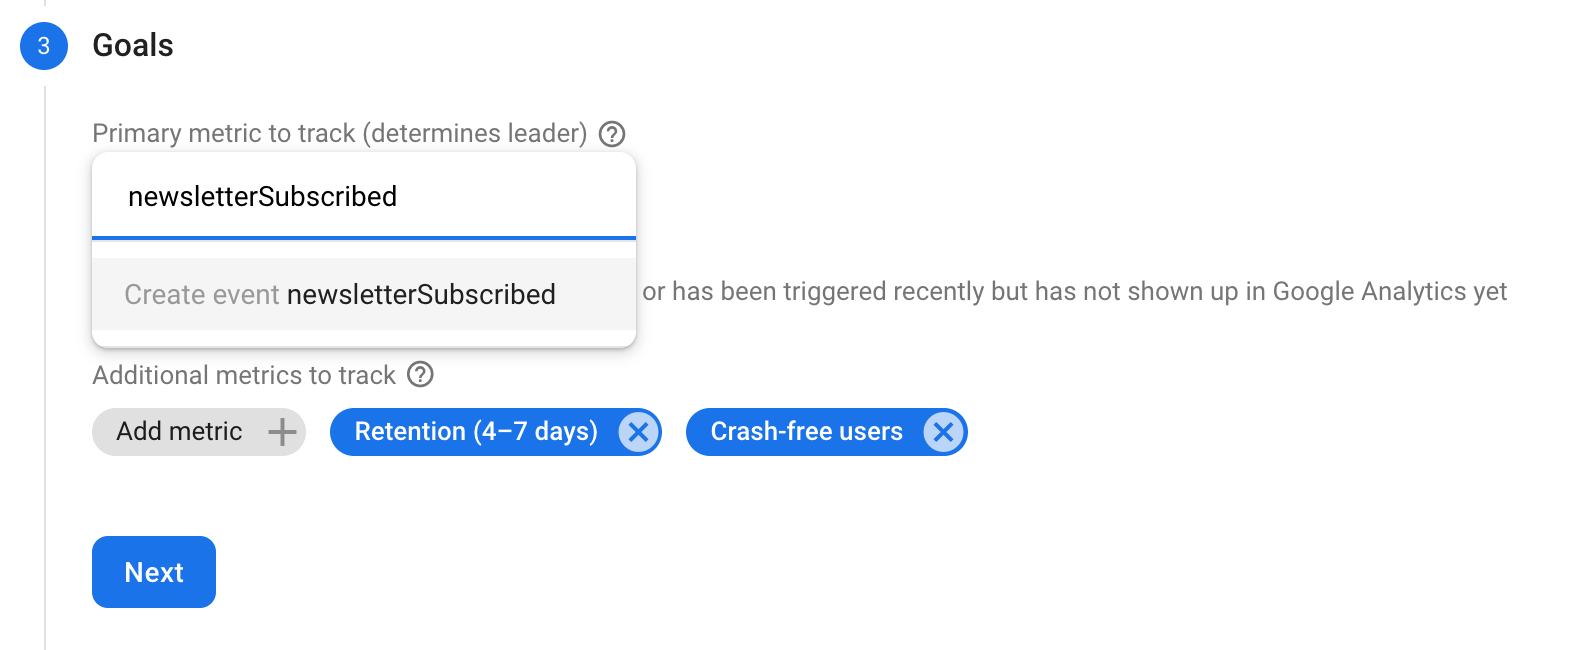 3 Goals
Primary metric to track (determines leader) ?
newsletterSubscribed
Create event newsletterSubscribed
or has been triggered recently but has not shown up in Google Analytics yet
Additional metrics to track ?
Add metric + Retention (4–7 days) Crash-free users
Next